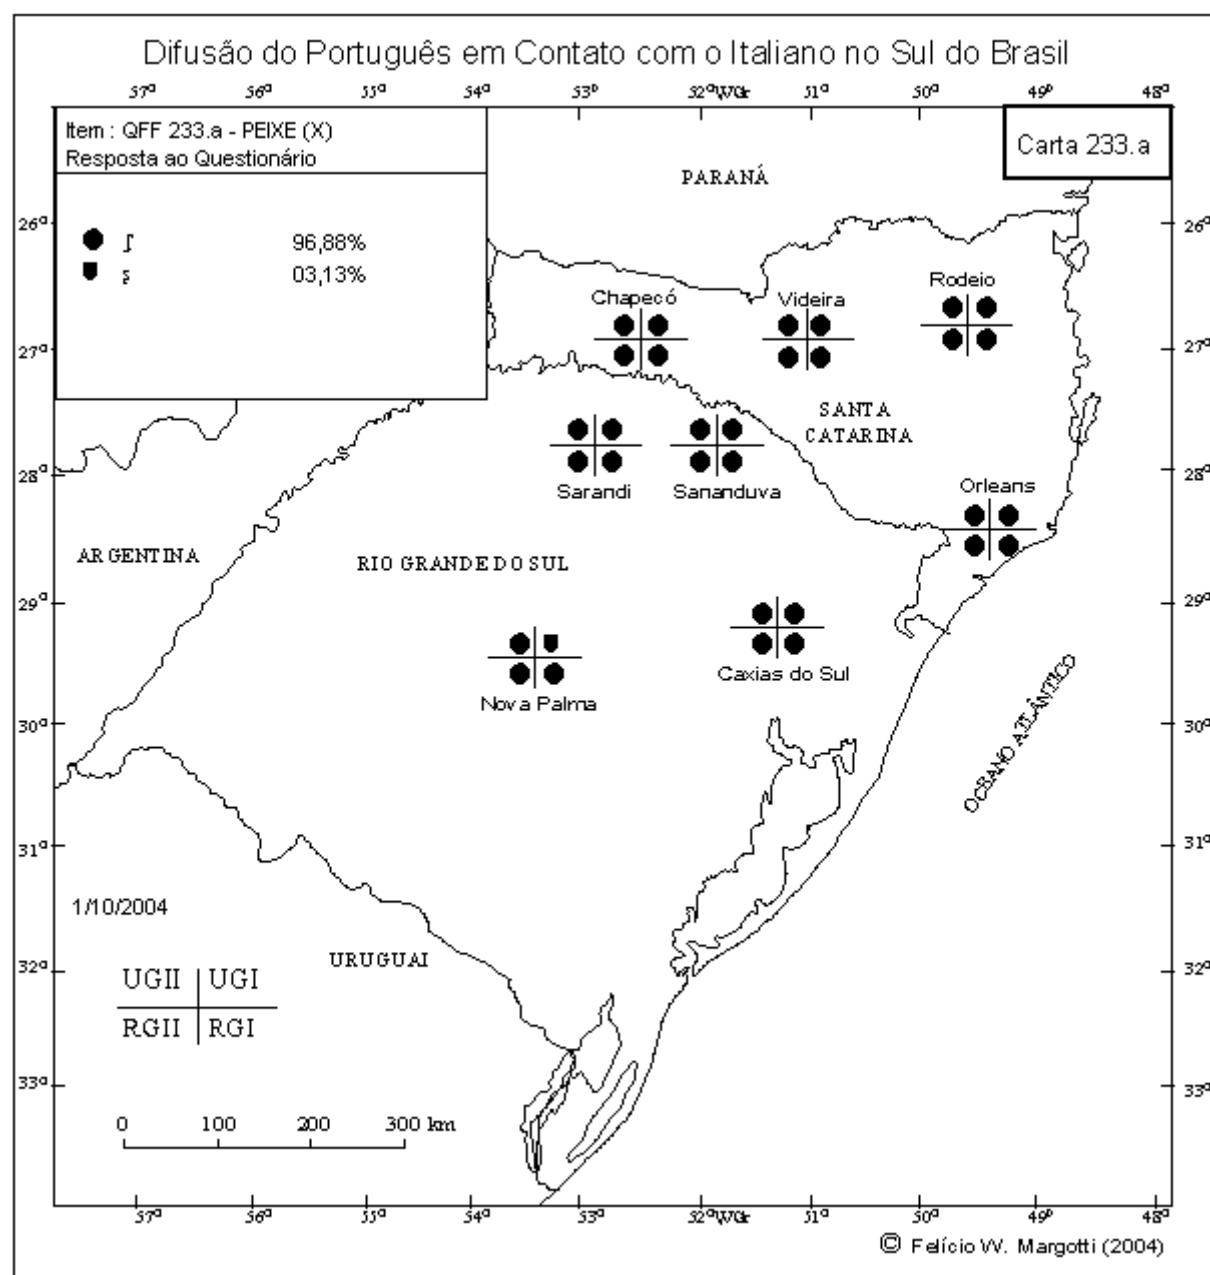 Difusão do Português em Contato com o Italiano no Sul do Brasil
57º 56º 55º 54º 53º 52º WGr 51º 50º 49º 48º
Item : QFF 233.a - PEIXE (X)
Resposta ao Questionário
Carta 233.a
ʃ 96,88%
03,13%
PARANÁ
26º 26º
Chapecó Videira Rodeio
27º 27º
SANTA
CATARINA
28º 28º
Sarandi Sananduva Orleans
ARGENTINA RIO GRANDE DO SUL
29º 29º
Caxias do Sul
Nova Palma
30º 30º
OCEANO ATLÂNTICO
31º 31º
1/10/2004
URUGUAI
32º 32º
UGII UGI
RGII RGI
33º 33º
0 100 200 300 km
57º 56º 55º 54º 53º 52º WGr 51º 50º 49º 48º
© Felício W. Margotti (2004)